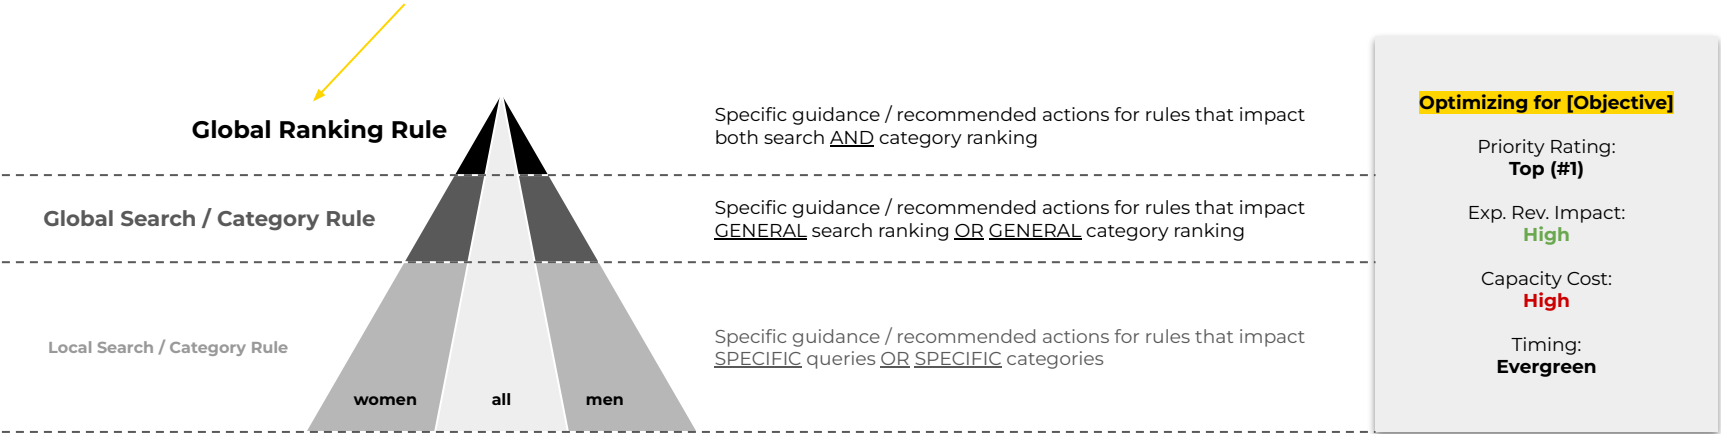 Global Ranking Rule
Specific guidance / recommended actions for rules that impact
both search AND category ranking
Global Search / Category Rule
Specific guidance / recommended actions for rules that impact
GENERAL search ranking OR GENERAL category ranking
Local Search / Category Rule
Specific guidance / recommended actions for rules that impact
SPECIFIC queries OR SPECIFIC categories
women
all
men
Optimizing for [Objective]
Priority Rating:
Top (#1)
Exp. Rev. Impact:
High
Capacity Cost:
High
Timing:
Evergreen